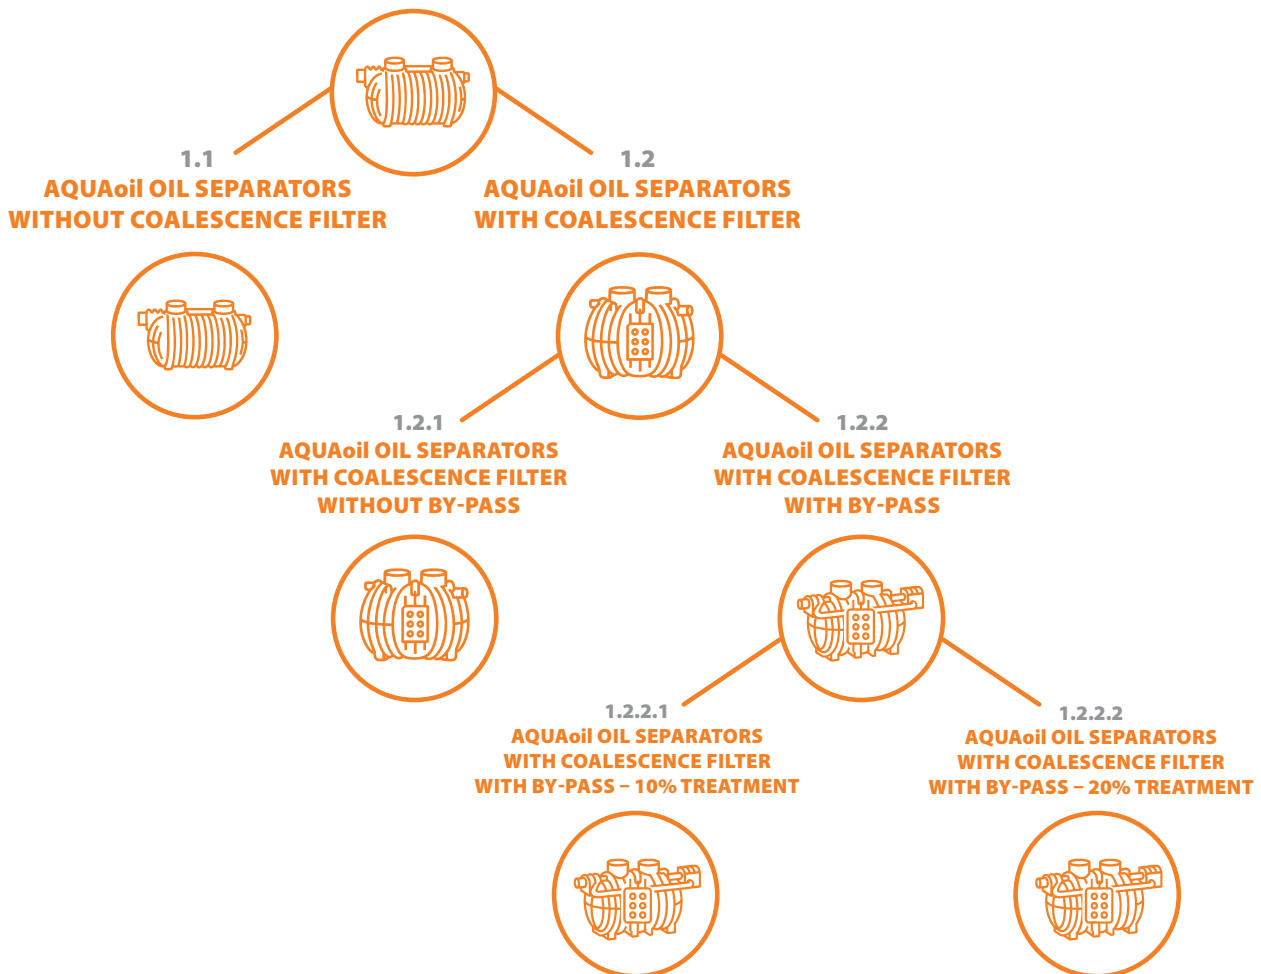 1.1
AQUAoil OIL SEPARATORS
WITHOUT COALESCENCE FILTER
1.2
AQUAoil OIL SEPARATORS
WITH COALESCENCE FILTER
1.2.1
AQUAoil OIL SEPARATORS
WITH COALESCENCE FILTER
WITHOUT BY-PASS
1.2.2
AQUAoil OIL SEPARATORS
WITH COALESCENCE FILTER
WITH BY-PASS
1.2.2.1
AQUAoil OIL SEPARATORS
WITH COALESCENCE FILTER
WITH BY-PASS – 10% TREATMENT
1.2.2.2
AQUAoil OIL SEPARATORS
WITH COALESCENCE FILTER
WITH BY-PASS – 20% TREATMENT